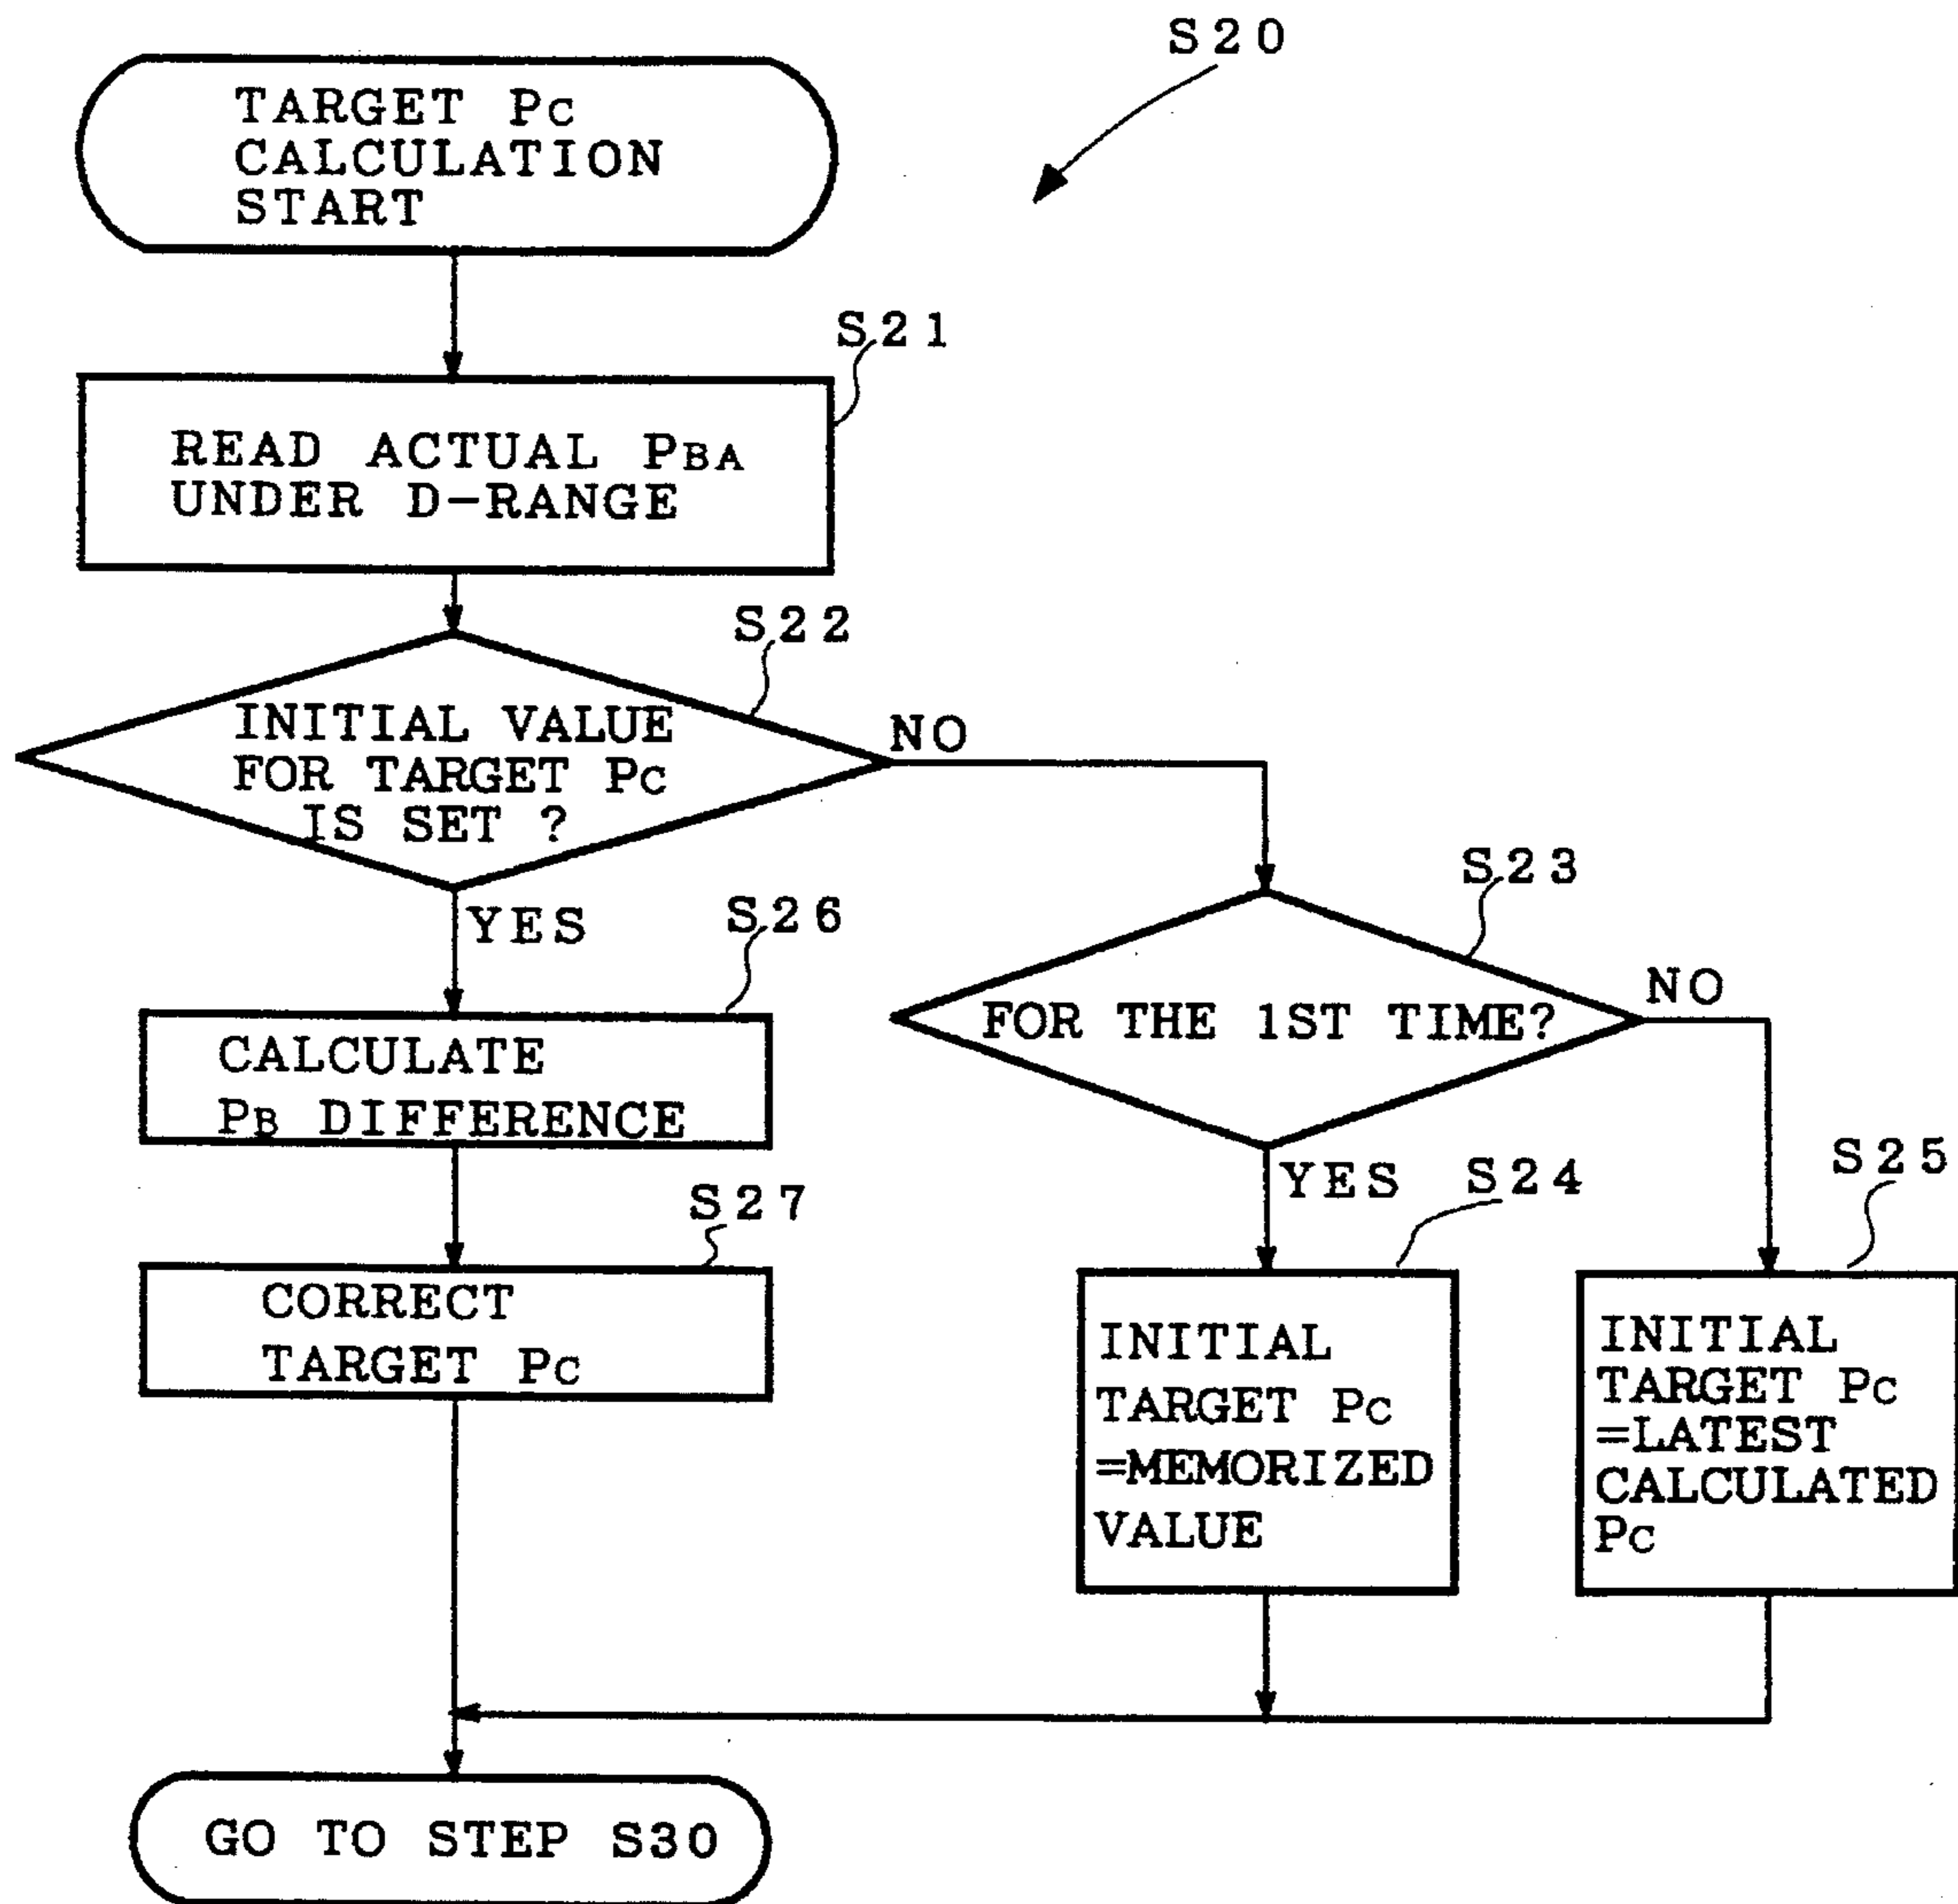 S20
TARGET PC
CALCULATION
START
S21
READ ACTUAL PBA
UNDER D-RANGE
S22
INITIAL VALUE
FOR TARGET PC
IS SET ?
NO
YES
S23
FOR THE 1ST TIME?
NO
YES
S26
CALCULATE
PB DIFFERENCE
S27
CORRECT
TARGET PC
S24
INITIAL
TARGET PC
=MEMORIZED
VALUE
S25
INITIAL
TARGET PC
=LATEST
CALCULATED
PC
GO TO STEP S30